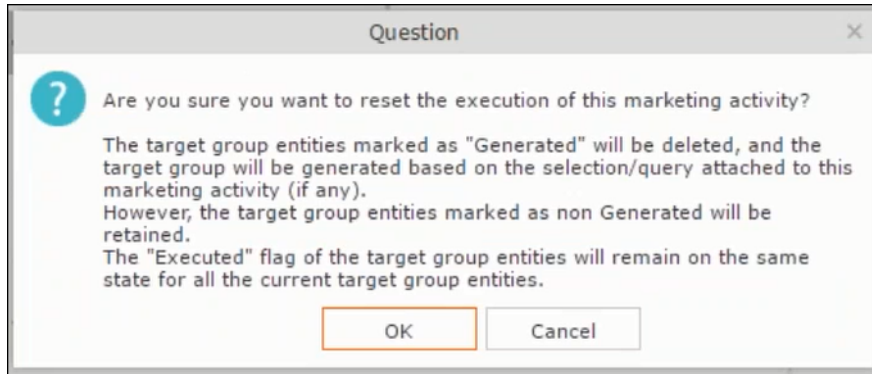 Question
Are you sure you want to reset the execution of this marketing activity?
The target group entities marked as "Generated" will be deleted, and the
target group will be generated based on the selection/query attached to this
marketing activity (if any).
However, the target group entities marked as non Generated will be
retained.
The "Executed" flag of the target group entities will remain on the same
state for all the current target group entities.
OK Cancel